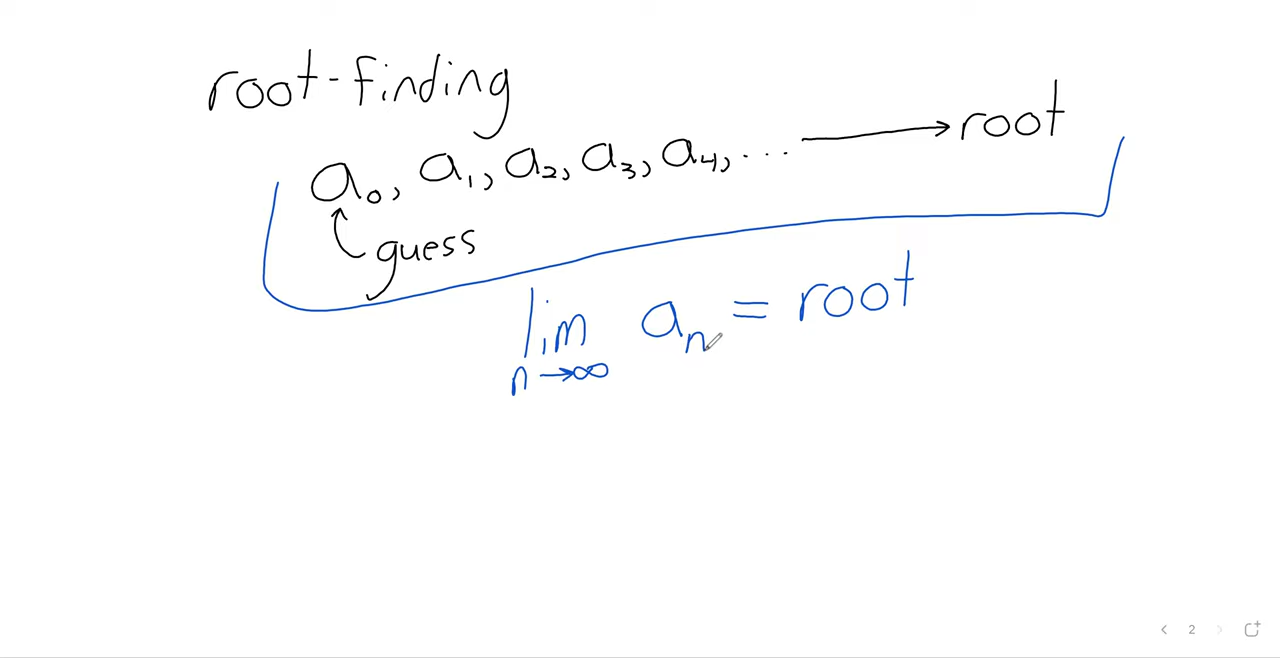 root-finding
a₀, a₁, a₂, a₃, a₄, ... → root
guess
lim aₙ = root
n→∞
2